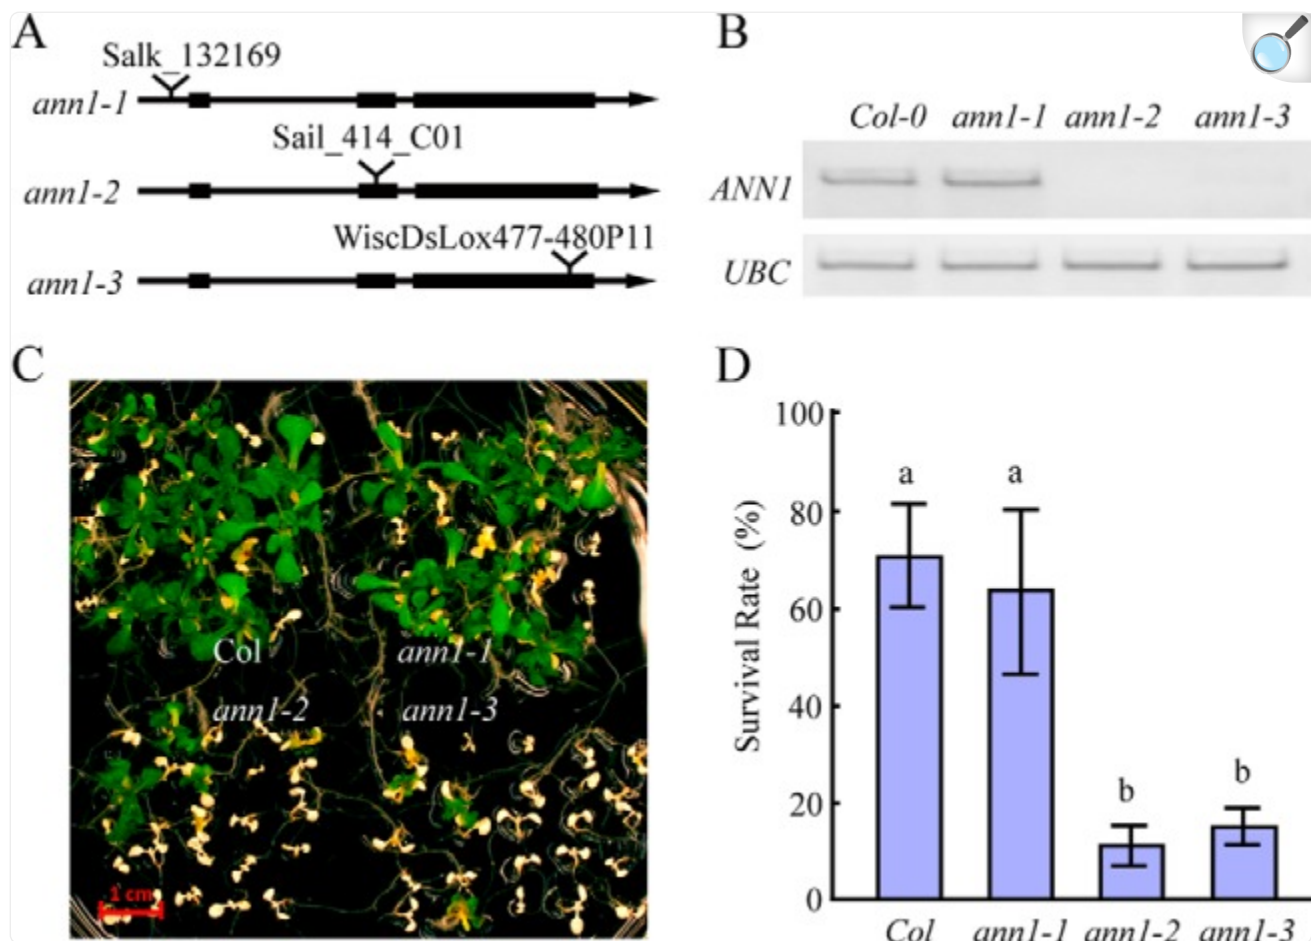 A
Salk_132169
ann1-1
Sail_414_C01
ann1-2
WiscDsLox477-480P11
ann1-3
B
Col-0 ann1-1 ann1-2 ann1-3
ANN1
UBC
C
Col ann1-1
ann1-2 ann1-3
1 cm
D
100
80
60
40
20
0
Survival Rate (%)
a a b b
Col ann1-1 ann1-2 ann1-3